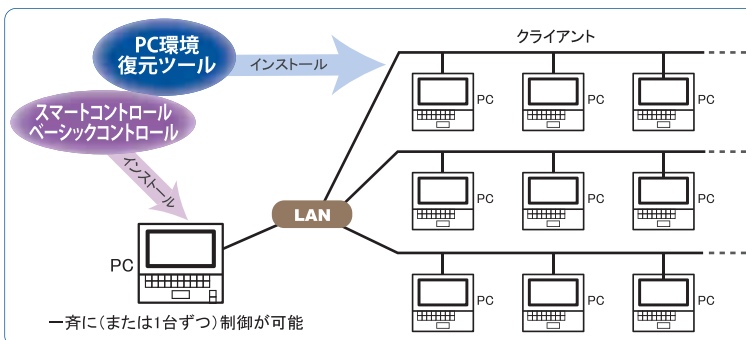 PC環境
復元ツール
インストール
クライアント
スマートコントロール
ベーシックコントロール
インストール
PC
PC
PC
PC
PC
PC
LAN
PC
PC
PC
PC
一斉に(または1台ずつ)制御が可能